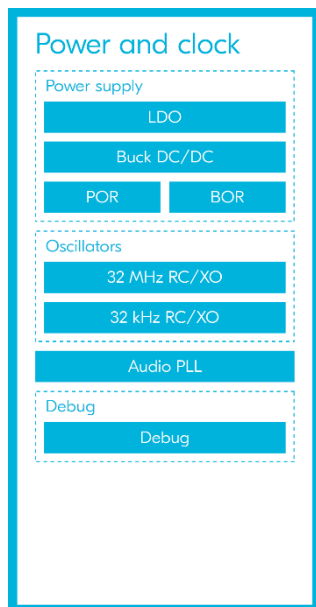 Power and clock
Power supply
LDO
Buck DC/DC
POR
BOR
Oscillators
32 MHz RC/XO
32 kHz RC/XO
Audio PLL
Debug
Debug